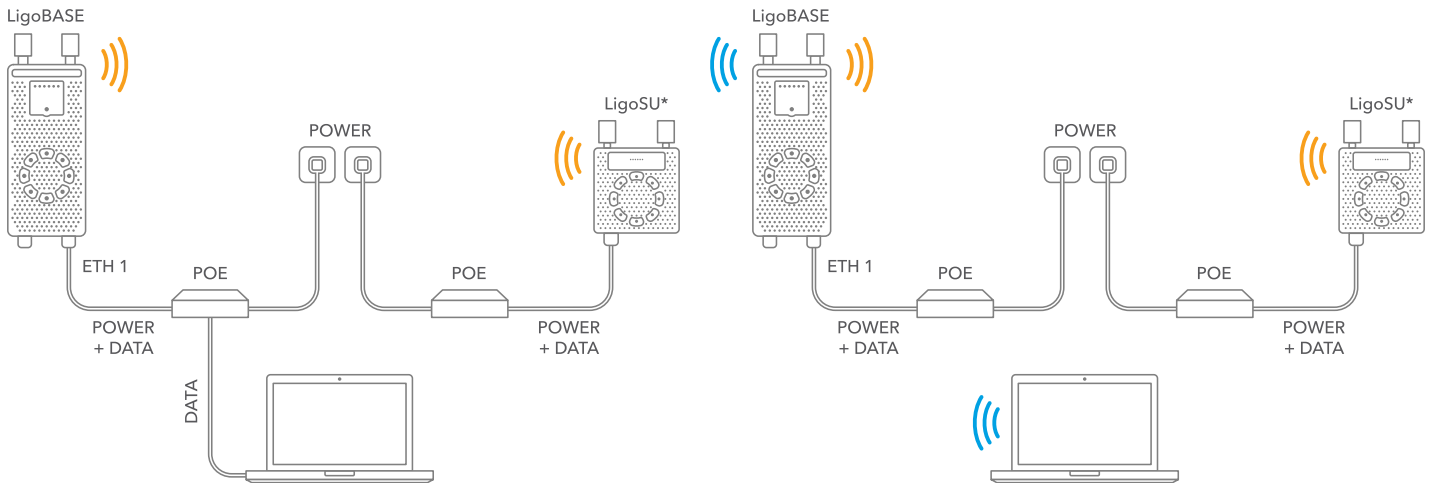 LigoBASE
LigoSU*
POWER
ETH 1
POE
POE
POWER
+ DATA
POWER
+ DATA
DATA
LigoBASE
LigoSU*
POWER
ETH 1
POE
POE
POWER
+ DATA
POWER
+ DATA